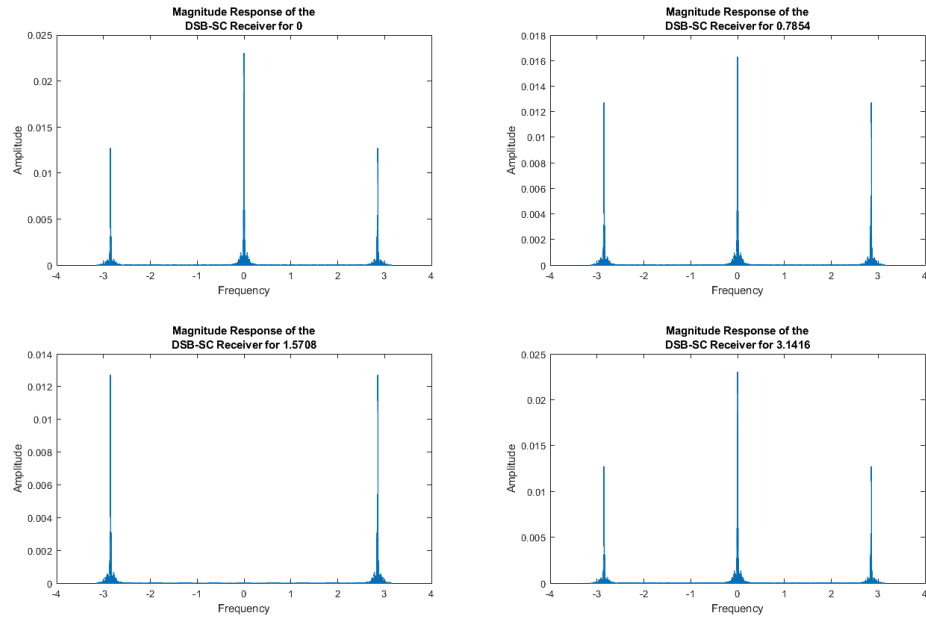 Magnitude Response of the
DSB-SC Receiver for 0
0.025
0.02
0.015
0.01
0.005
0
Amplitude
-4 -3 -2 -1 0 1 2 3 4
Frequency
Magnitude Response of the
DSB-SC Receiver for 0.7854
0.018
0.016
0.014
0.012
0.01
0.008
0.006
0.004
0.002
0
Amplitude
-4 -3 -2 -1 0 1 2 3 4
Frequency
Magnitude Response of the
DSB-SC Receiver for 1.5708
0.014
0.012
0.01
0.008
0.006
0.004
0.002
0
Amplitude
-4 -3 -2 -1 0 1 2 3 4
Frequency
Magnitude Response of the
DSB-SC Receiver for 3.1416
0.025
0.02
0.015
0.01
0.005
0
Amplitude
-4 -3 -2 -1 0 1 2 3 4
Frequency